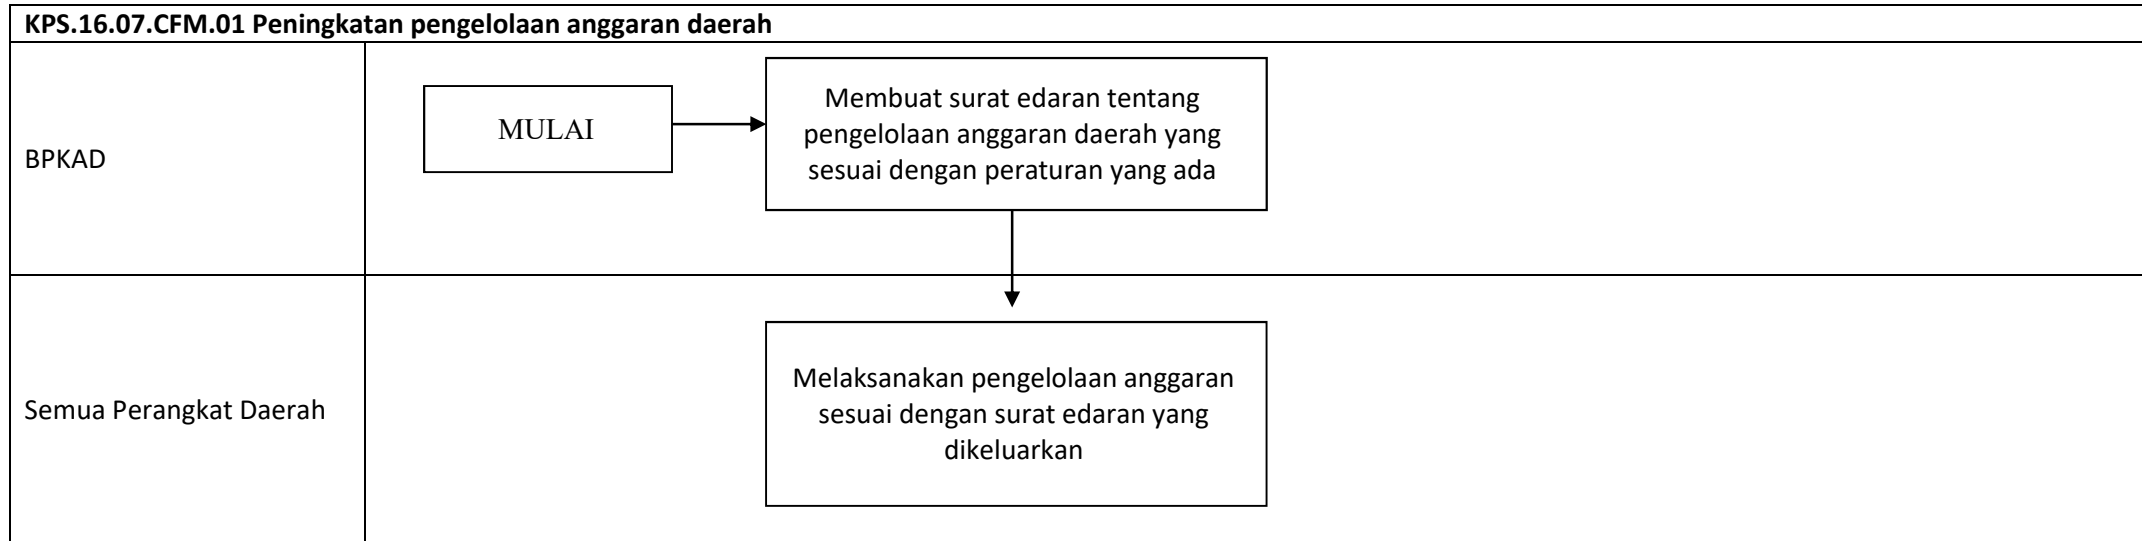 KPS.16.07.CFM.01 Peningkatan pengelolaan anggaran daerah
BPKAD
MULAI
Membuat surat edaran tentang
pengelolaan anggaran daerah yang
sesuai dengan peraturan yang ada
Semua Perangkat Daerah
Melaksanakan pengelolaan anggaran
sesuai dengan surat edaran yang
dikeluarkan